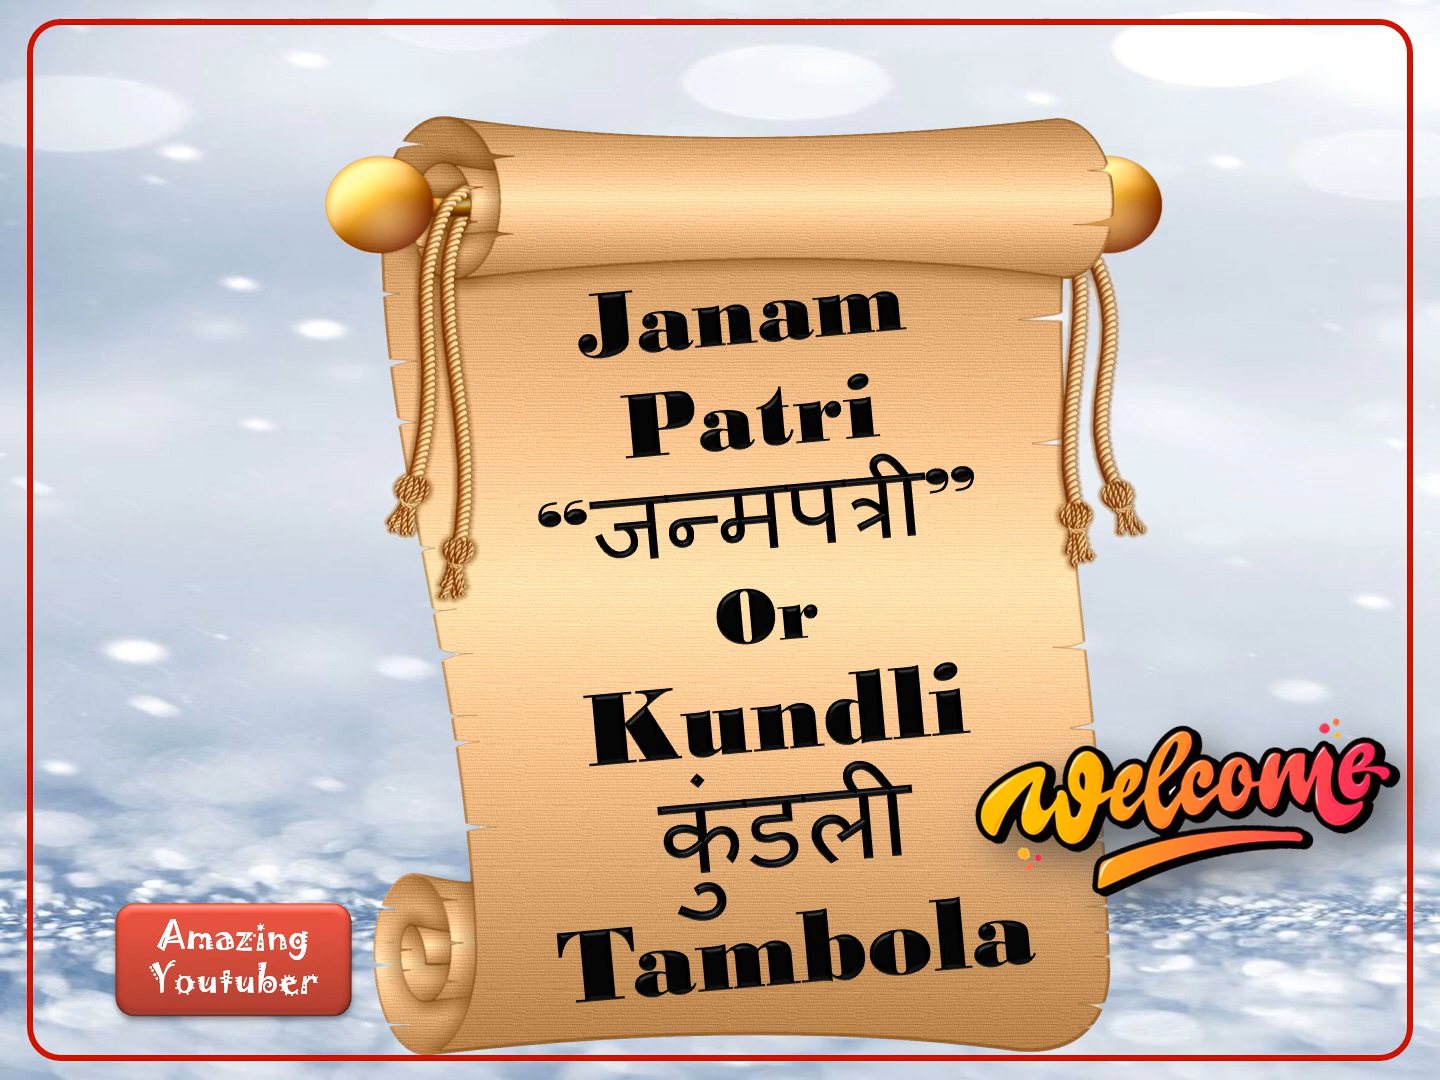 Janam
Patri
“जन्मपत्री”
Or
Kundli
कुंडली
Tambola
Welcome
Amazing
Youtuber